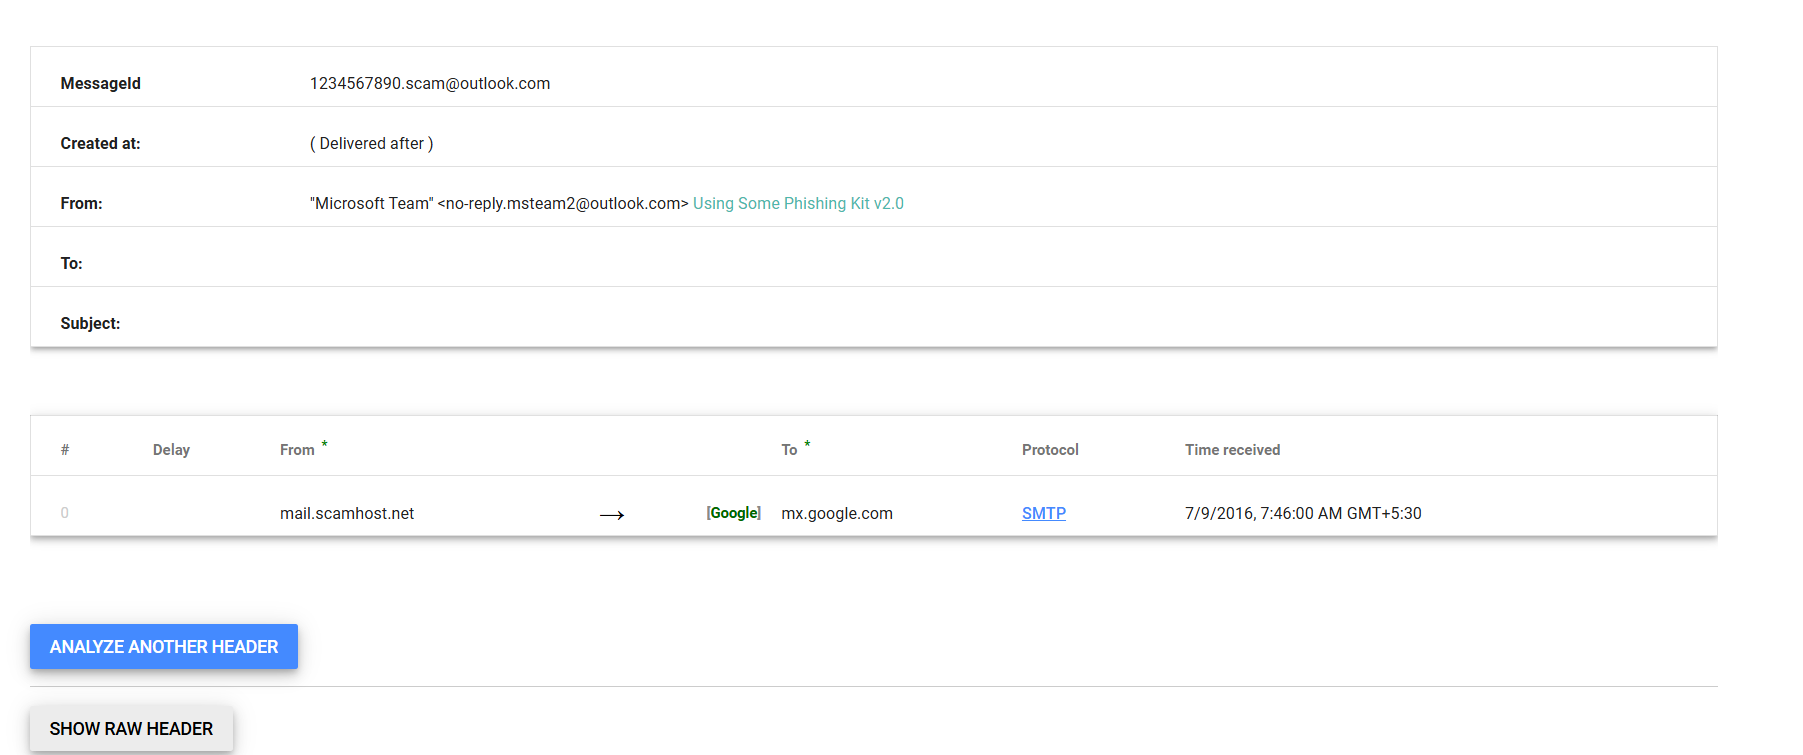 MessageId 1234567890.scam@outlook.com
Created at: ( Delivered after )
From: "Microsoft Team" <no-reply.msteam2@outlook.com> Using Some Phishing Kit v2.0
To:
Subject:
# Delay From * To * Protocol Time received
0 mail.scamhost.net → [Google] mx.google.com SMTP 7/9/2016, 7:46:00 AM GMT+5:30
ANALYZE ANOTHER HEADER
SHOW RAW HEADER